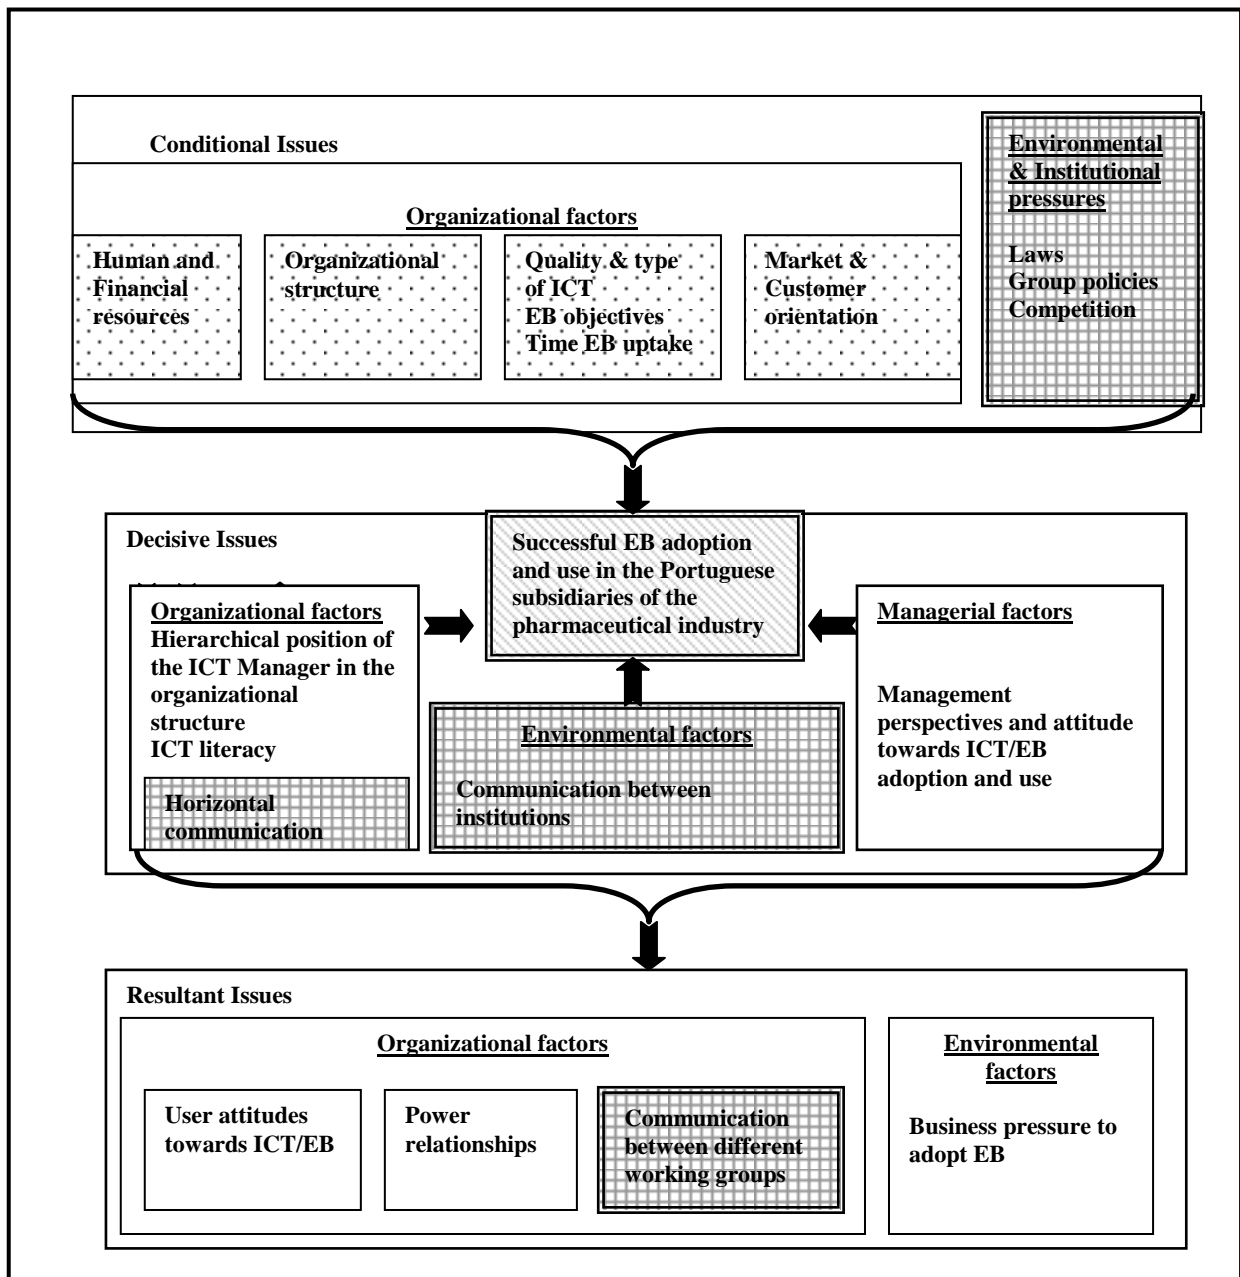 Conditional Issues
Organizational factors
Human and
Financial
resources
Organizational
structure
Quality & type
of ICT
EB objectives
Time EB uptake
Market &
Customer
orientation
Environmental
& Institutional
pressures
Laws
Group policies
Competition
Decisive Issues
Successful EB adoption
and use in the Portuguese
subsidiaries of the
pharmaceutical industry
Organizational factors
Hierarchical position of
the ICT Manager in the
organizational
structure
ICT literacy
Horizontal
communication
Environmental factors
Communication between
institutions
Managerial factors
Management
perspectives and attitude
towards ICT/EB
adoption and use
Resultant Issues
Organizational factors
User attitudes
towards ICT/EB
Power
relationships
Communication
between different
working groups
Environmental
factors
Business pressure to
adopt EB